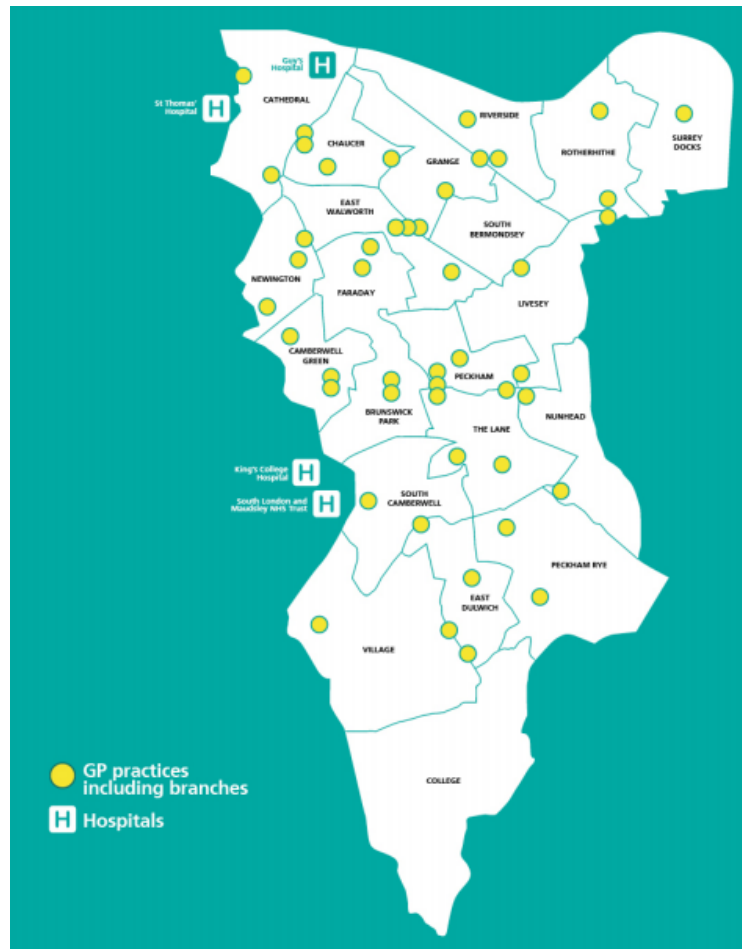 Guy's
Hospital
St Thomas'
Hospital
H
H
CATHEDRAL
RIVERSIDE
CHAUCER
GRANGE
ROTHERHITHE
SURREY
DOCKS
EAST
WALWORTH
SOUTH
BERMONDSEY
NEWINGTON
FARADAY
LIVESEY
CAMBERWELL
GREEN
PECKHAM
BRUNSWICK
PARK
NUNHEAD
THE LANE
King's College
Hospital
H
South London and
Maudsley NHS Trust
H
SOUTH
CAMBERWELL
PECKHAM RYE
EAST
DULWICH
VILLAGE
COLLEGE
GP practices
including branches
H Hospitals